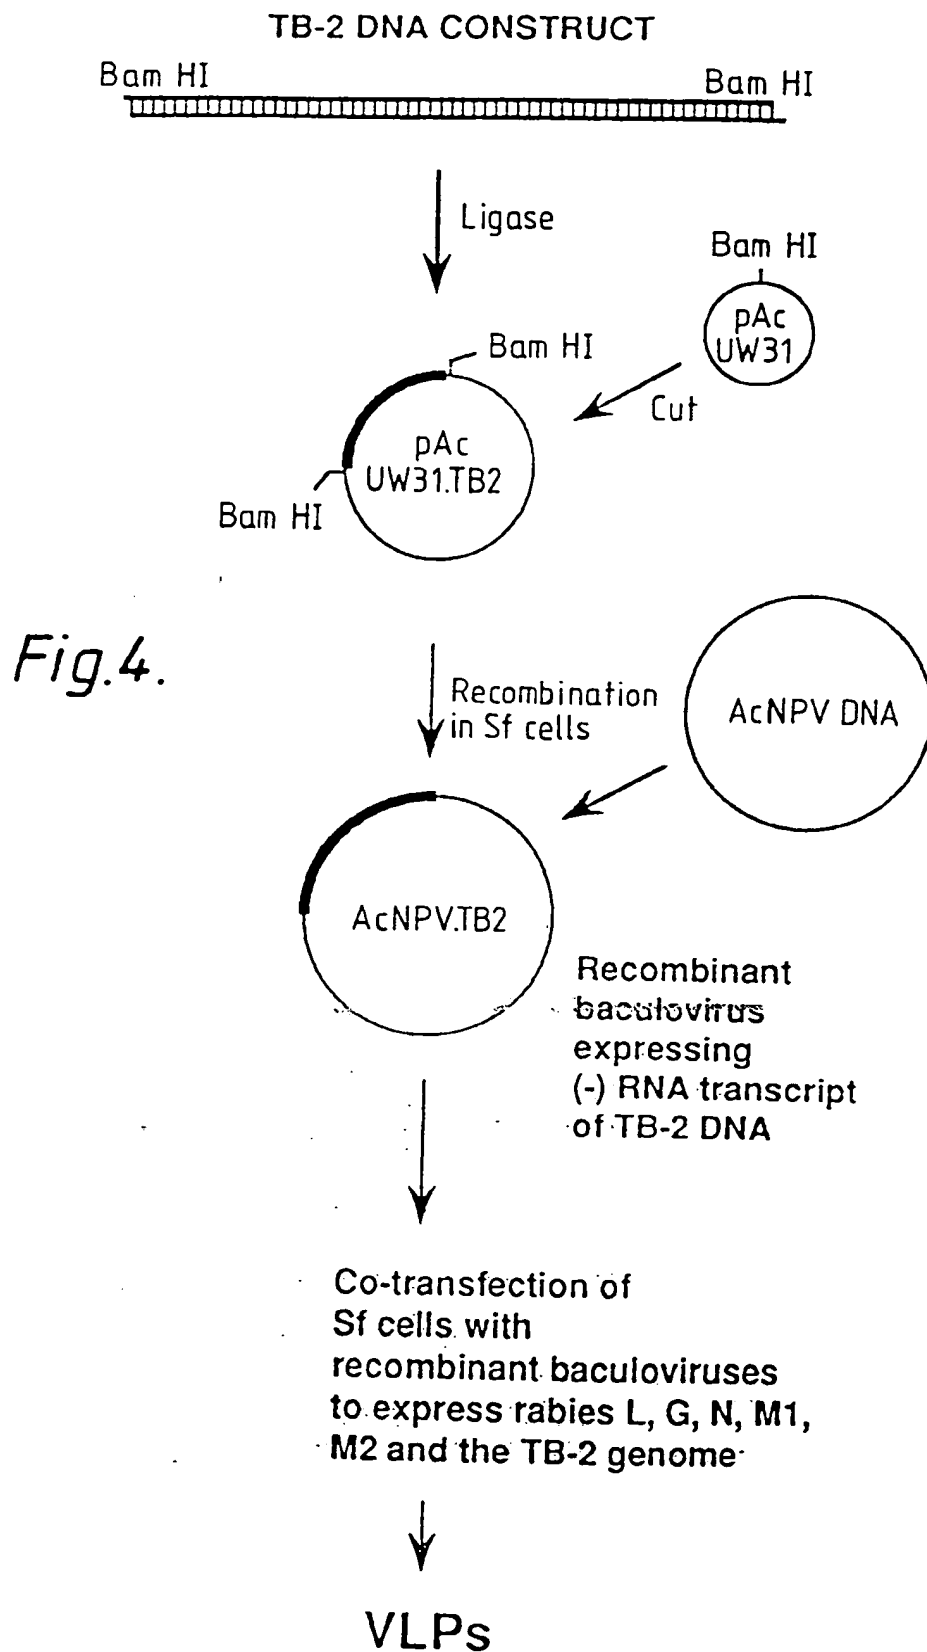 TB-2 DNA CONSTRUCT
Bam HI
Bam HI
Ligase
Bam HI
pAc
UW31
Cut
Bam HI
pAc
UW31.TB2
Bam HI
Fig.4.
Recombination
in Sf cells
AcNPV DNA
AcNPV.TB2
Recombinant
baculovirus
expressing
(-) RNA transcript
of TB-2 DNA
Co-transfection of
Sf cells with
recombinant baculoviruses
to express rabies L, G, N, M1,
M2 and the TB-2 genome
VLPs